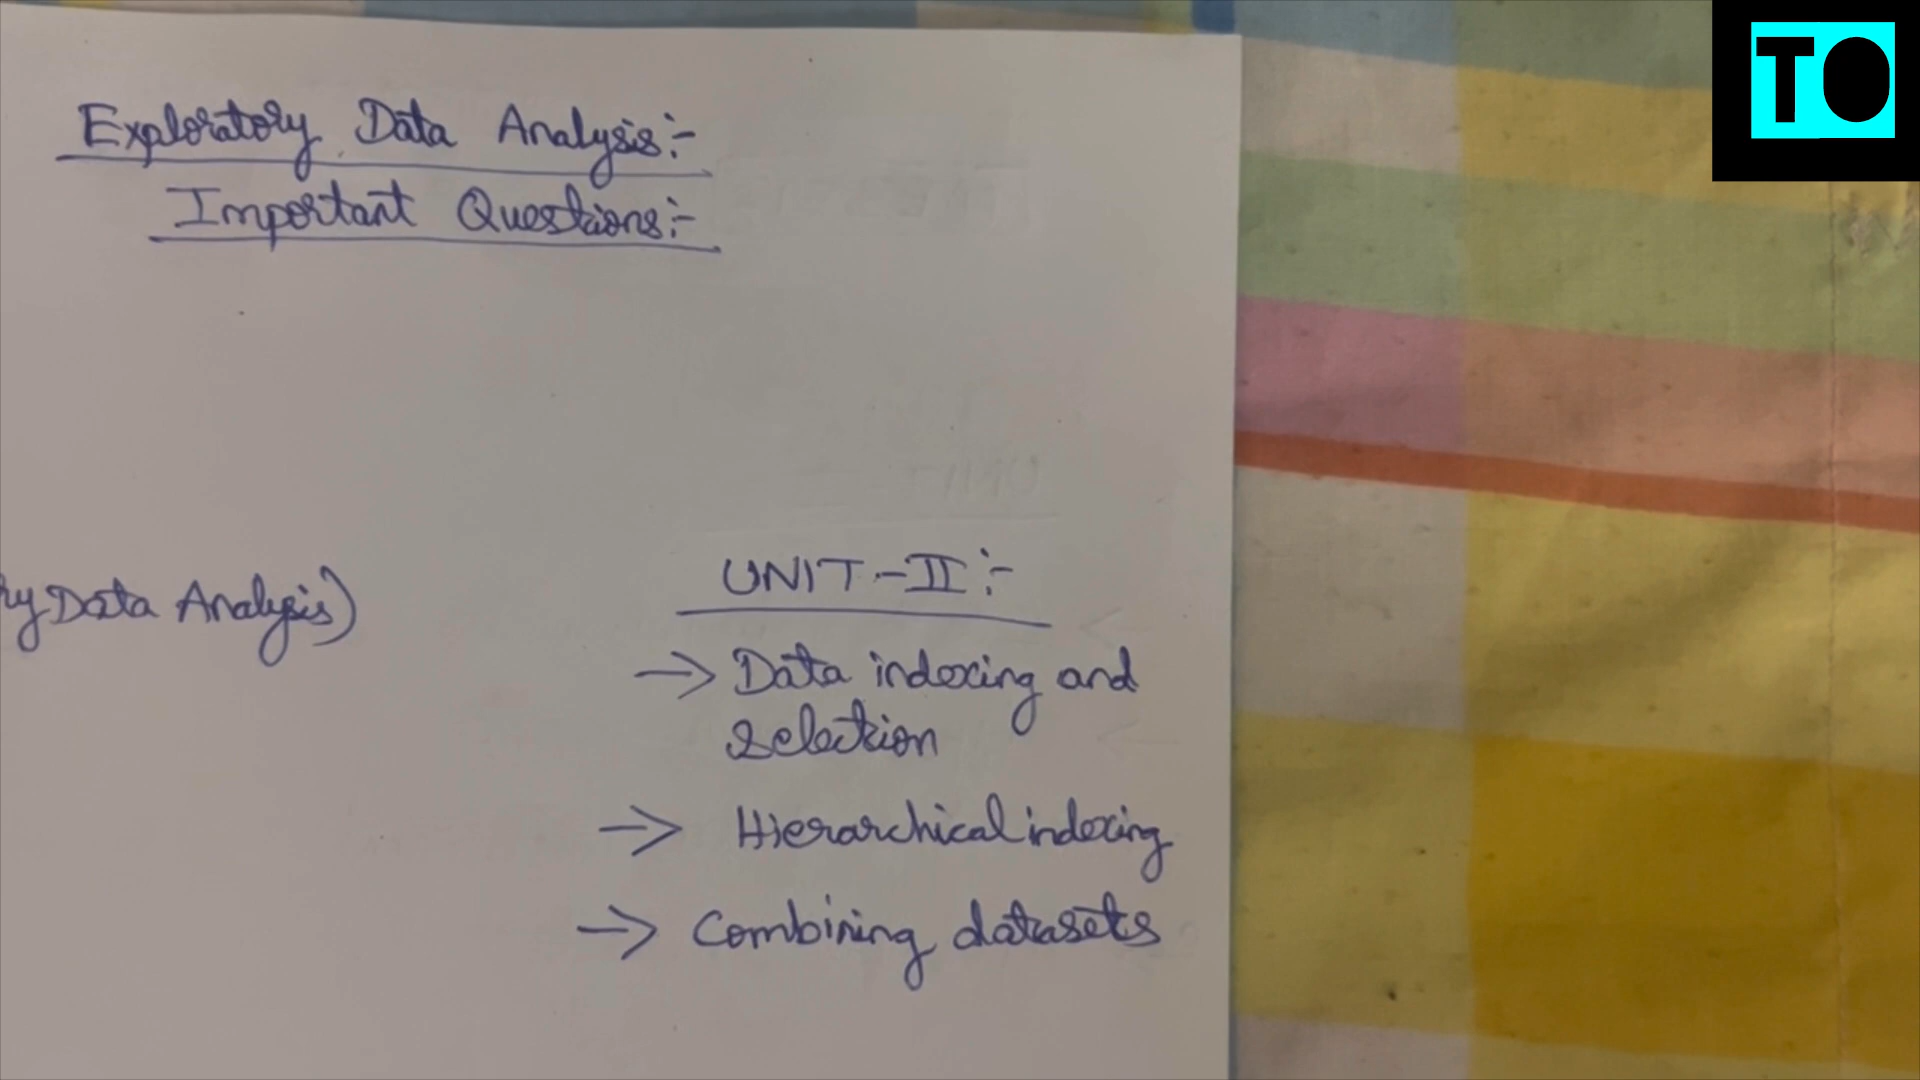 Exploratory Data Analysis:-
Important Questions:-
Data Analysis)
UNIT-II:-
→ Data indexing and
selection
→ Hierarchical indexing
→ Combining datasets
TO